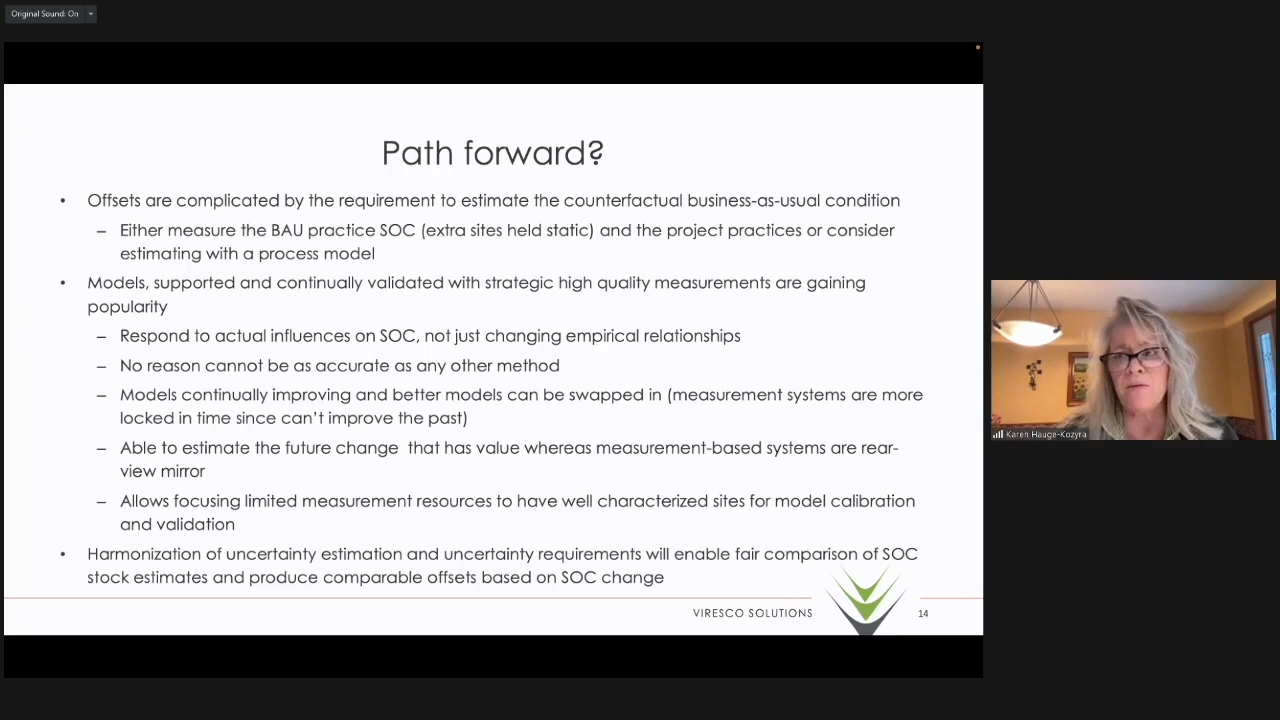 Original Sound: On
Path forward?
• Offsets are complicated by the requirement to estimate the counterfactual business-as-usual condition
– Either measure the BAU practice SOC (extra sites held static) and the project practices or consider
estimating with a process model
• Models, supported and continually validated with strategic high quality measurements are gaining
popularity
– Respond to actual influences on SOC, not just changing empirical relationships
– No reason cannot be as accurate as any other method
– Models continually improving and better models can be swapped in (measurement systems are more
locked in time since can't improve the past)
– Able to estimate the future change  that has value whereas measurement-based systems are rear-
view mirror
– Allows focusing limited measurement resources to have well characterized sites for model calibration
and validation
• Harmonization of uncertainty estimation and uncertainty requirements will enable fair comparison of SOC
stock estimates and produce comparable offsets based on SOC change
VIRESCO SOLUTIONS
14
Karen Hauge-Kozyra